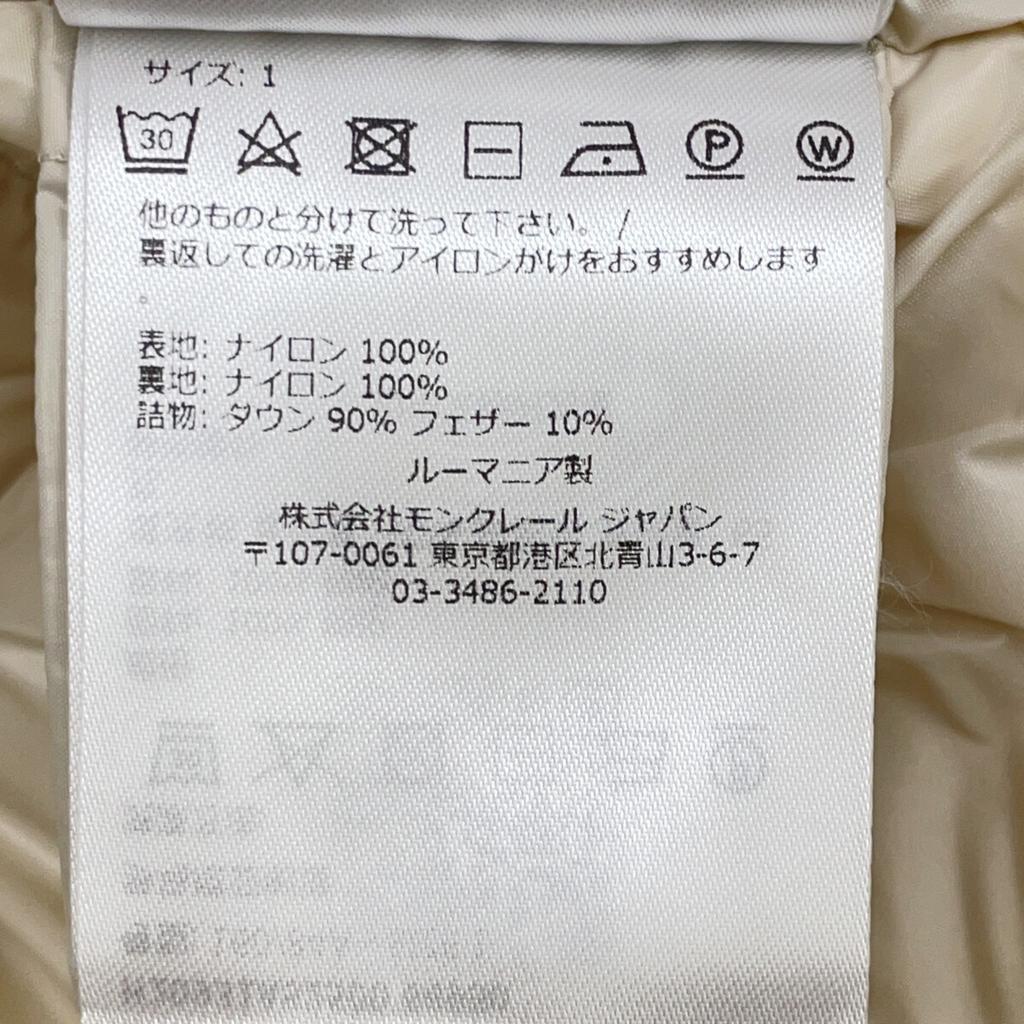 サイズ: 1
30
P W
他のものと分けて洗って下さい。 /
裏返しての洗濯とアイロンがけをおすすめします
。
表地: ナイロン 100%
裏地: ナイロン 100%
詰物: ダウン 90% フェザー 10%
ルーマニア製
株式会社モンクレール ジャパン
〒107-0061 東京都港区北青山3-6-7
03-3486-2110